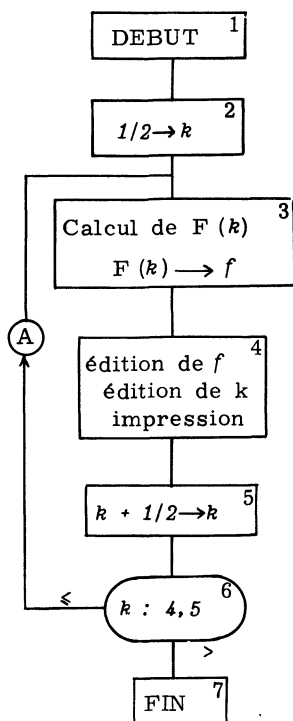 DEBUT 1
2
1/2→k
3
Calcul de F (k)
F (k) → f
4
édition de f
édition de k
impression
A
5
k + 1/2→k
6
≤ k : 4,5
>
FIN 7